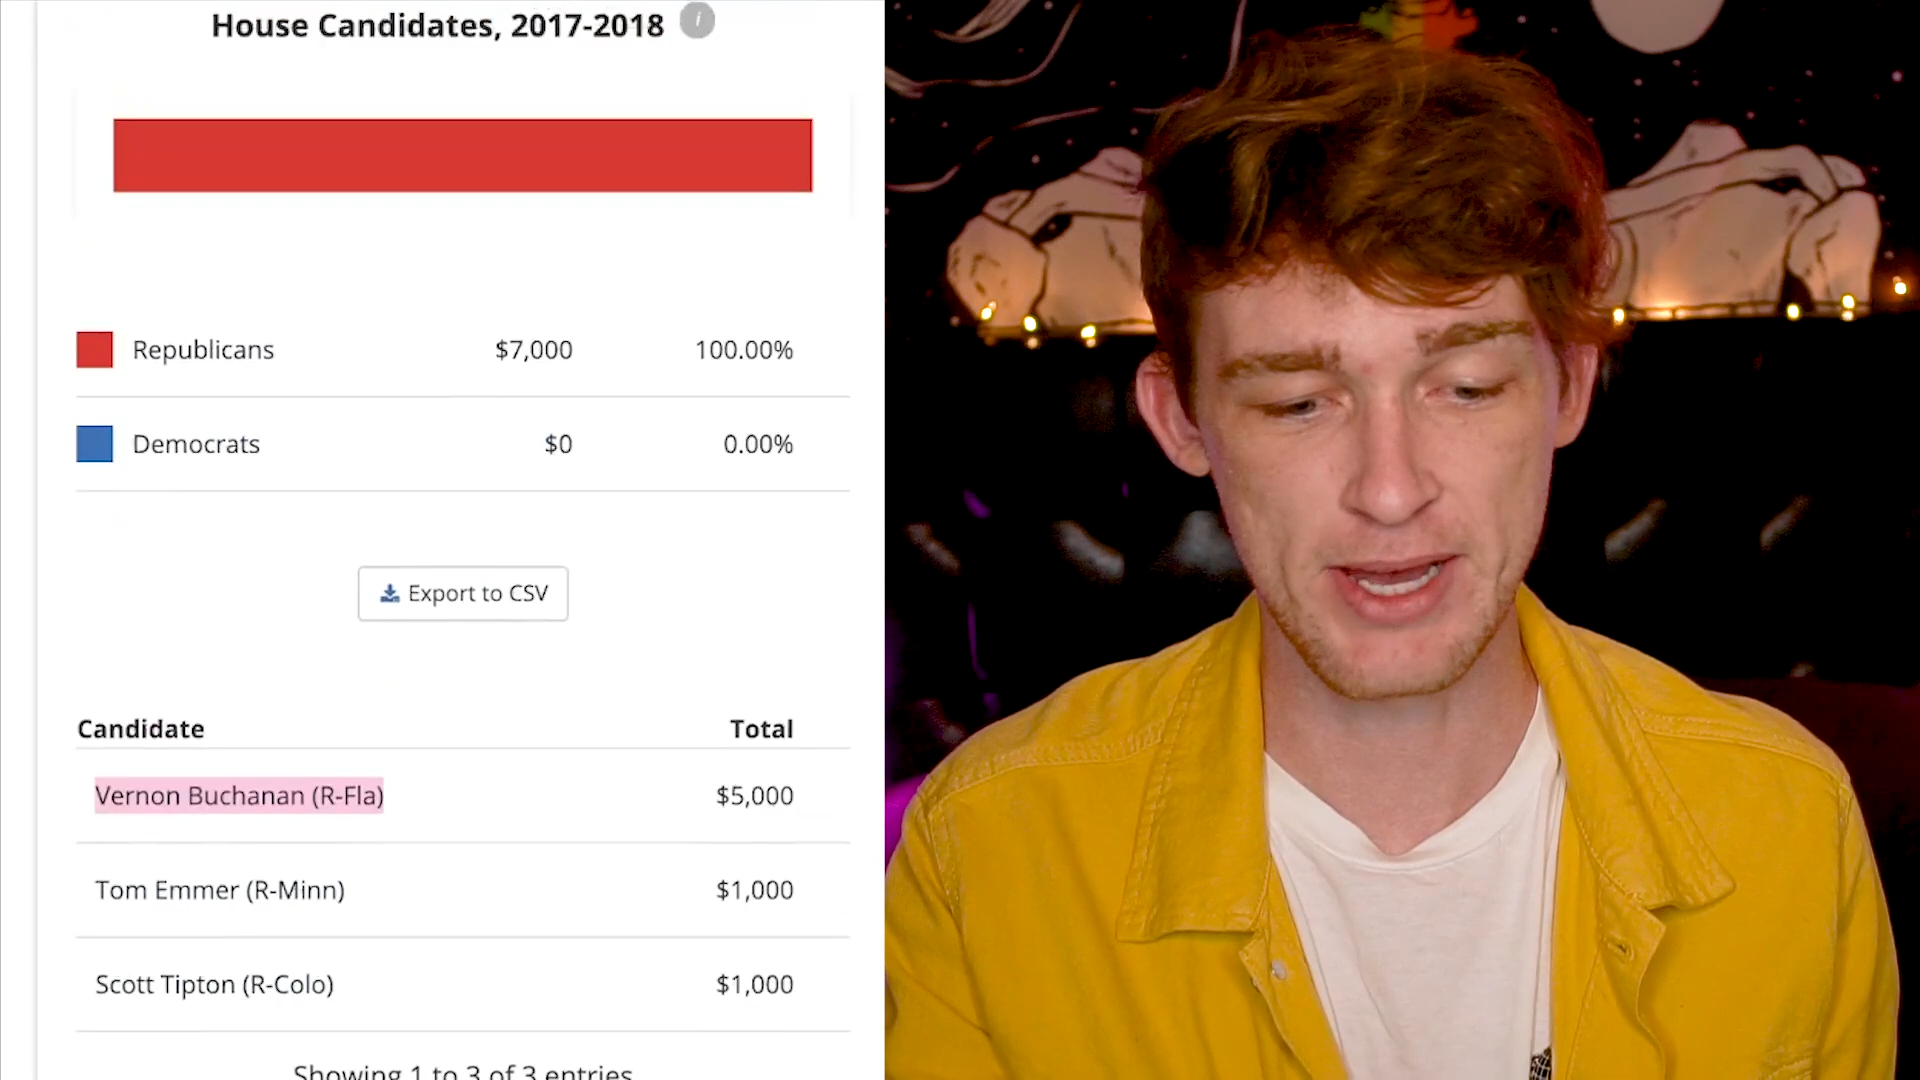 House Candidates, 2017-2018 i
Republicans $7,000 100.00%
Democrats $0 0.00%
Export to CSV
Candidate Total
Vernon Buchanan (R-Fla) $5,000
Tom Emmer (R-Minn) $1,000
Scott Tipton (R-Colo) $1,000
Showing 1 to 3 of 3 entries